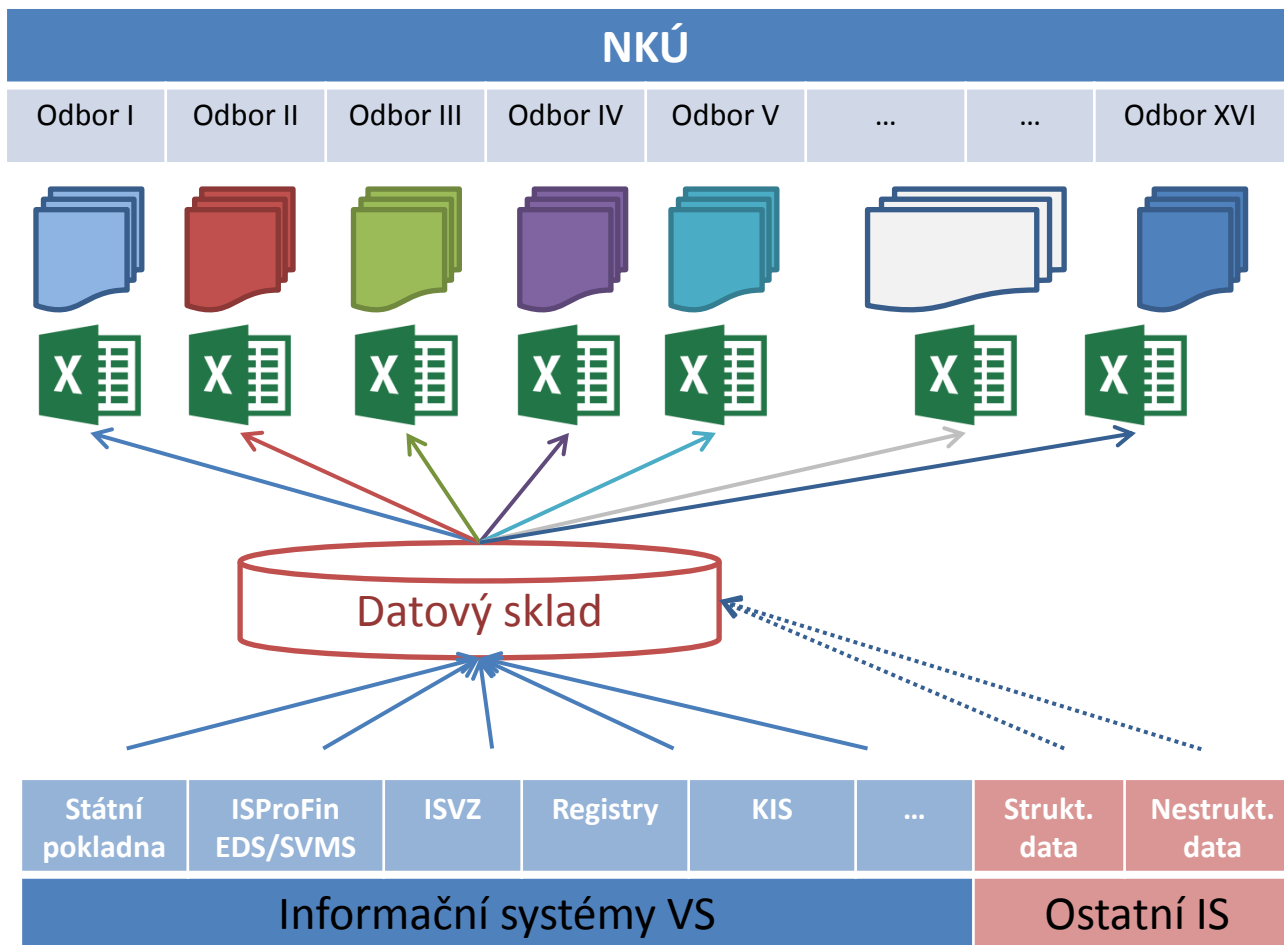 NKÚ
Odbor I
Odbor II
Odbor III
Odbor IV
Odbor V
...
...
Odbor XVI
X
X
X
X
X
X
X
Datový sklad
Státní
pokladna
ISProFin
EDS/SVMS
ISVZ
Registry
KIS
...
Strukt.
data
Nestrukt.
data
Informační systémy VS
Ostatní IS